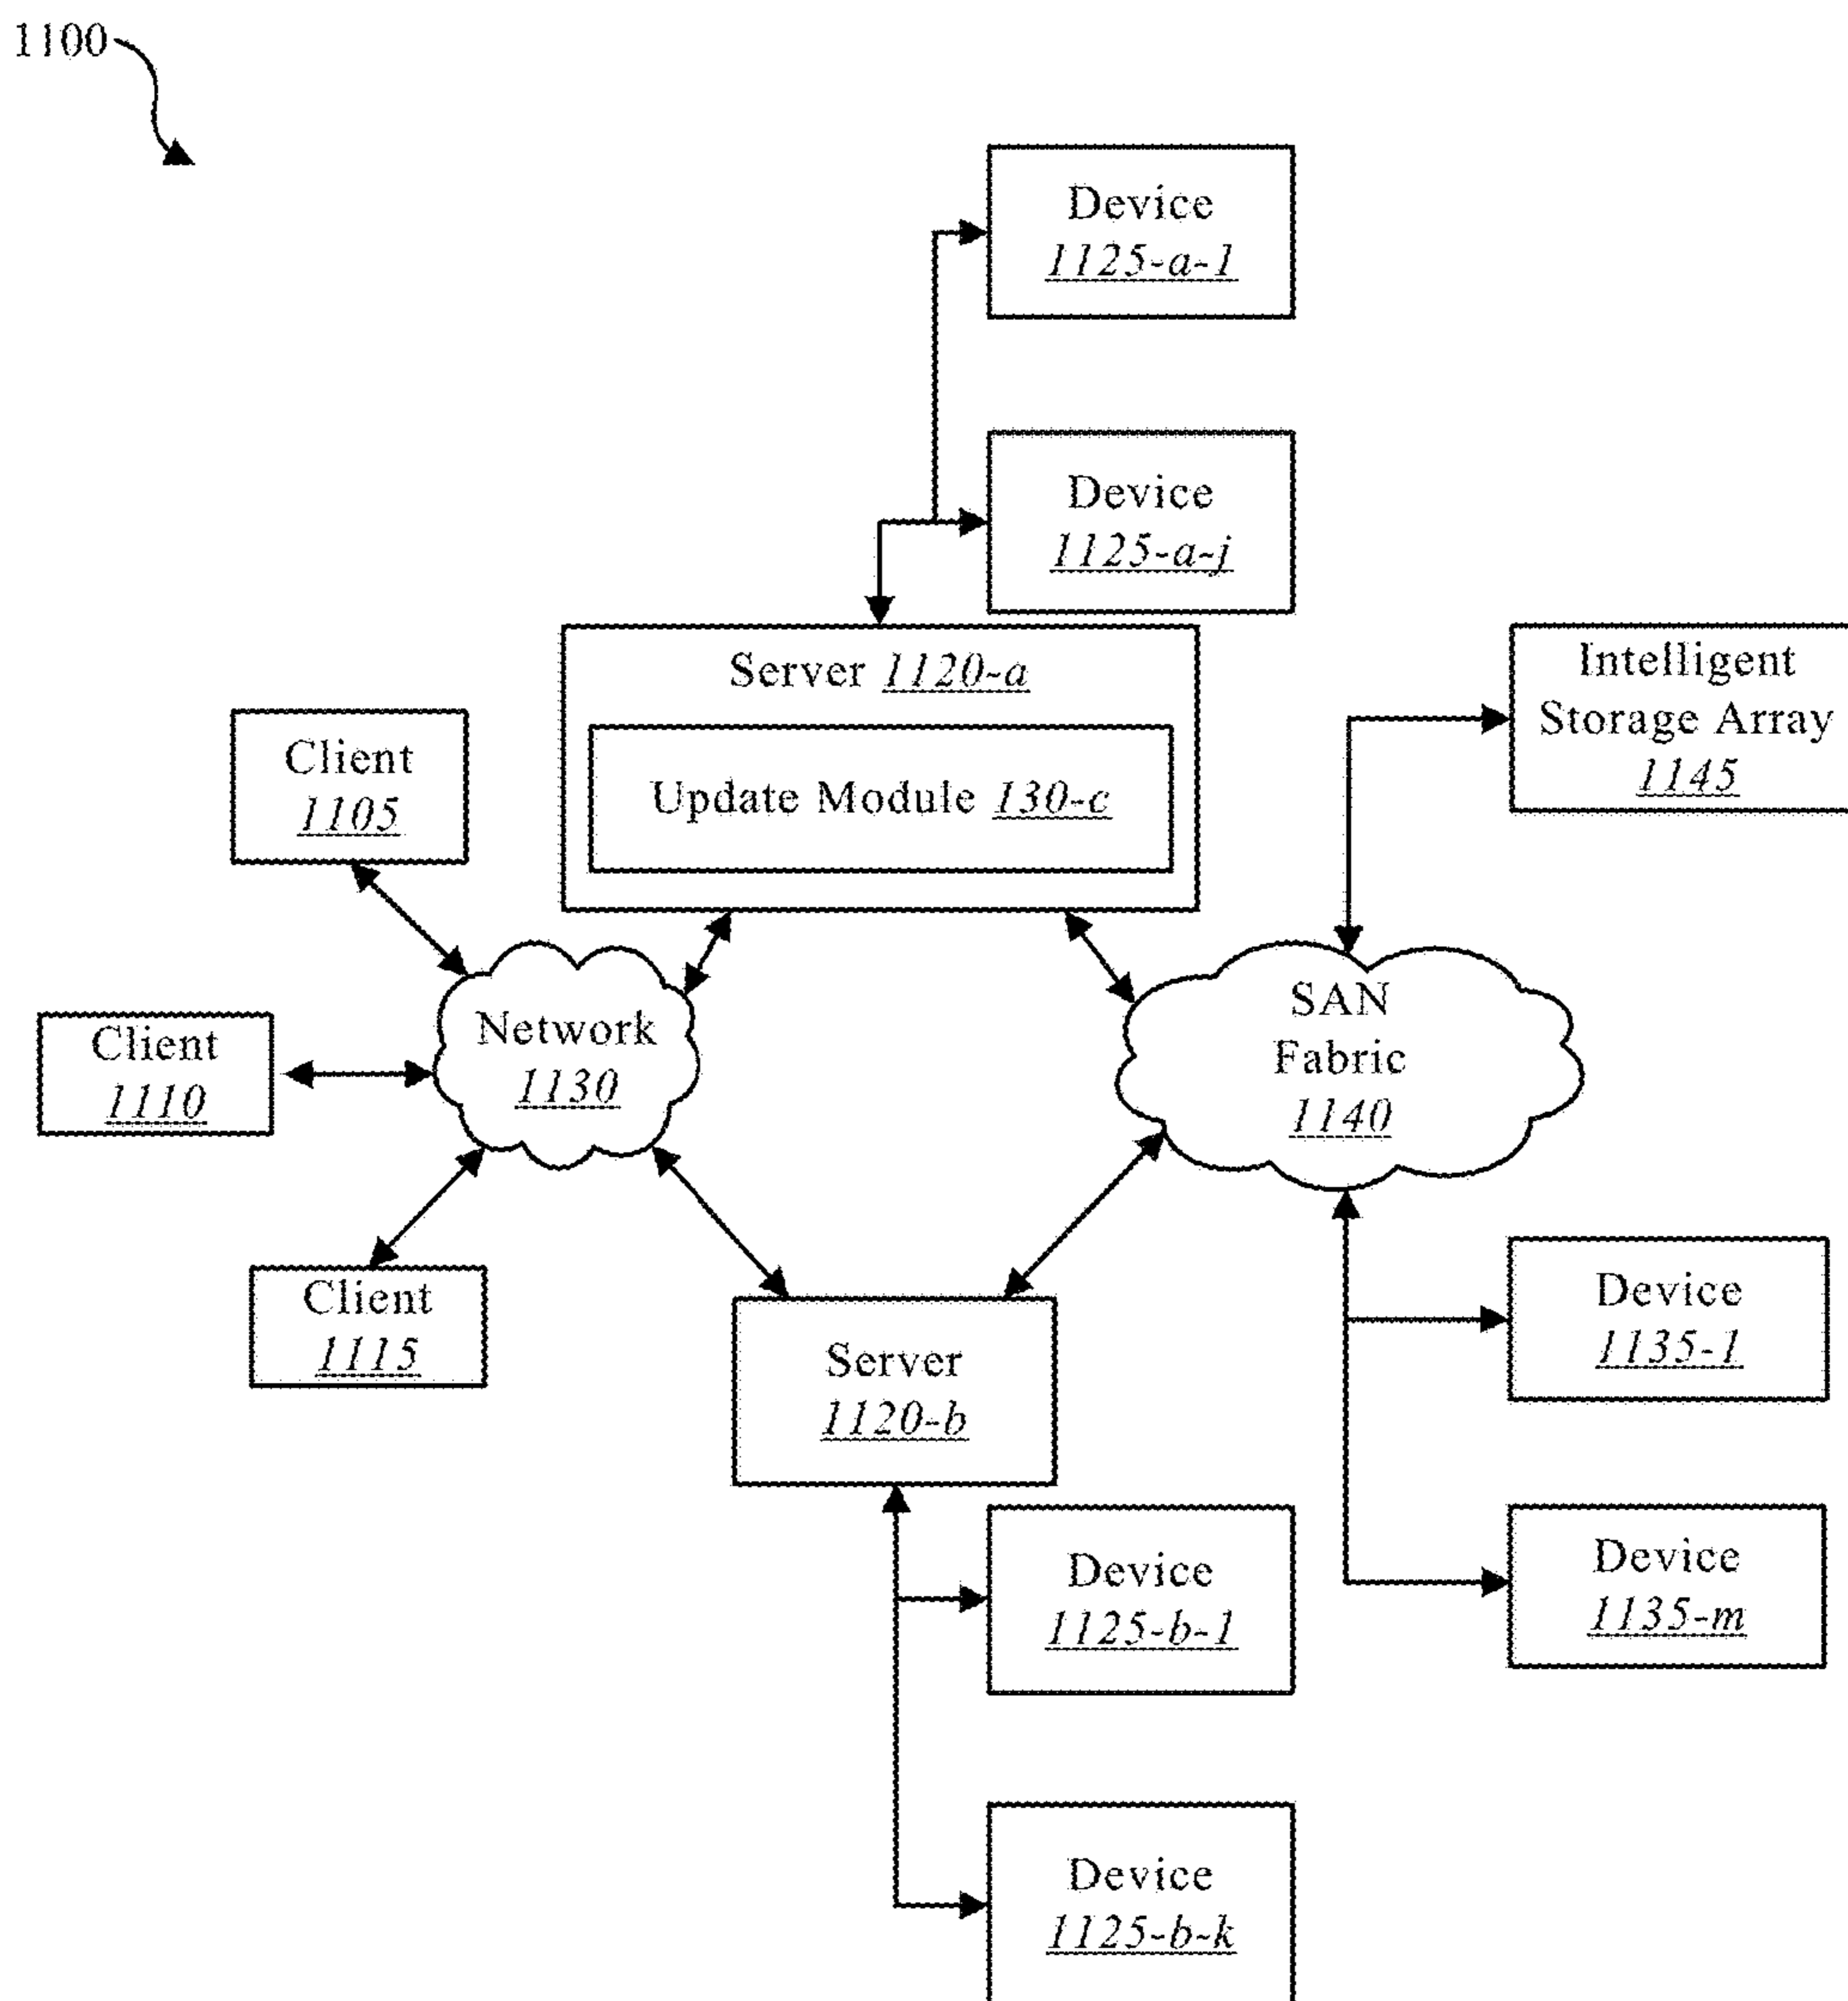 1100
Device
1125-a-1
Device
1125-a-j
Server 1120-a
Update Module 130-c
Intelligent
Storage Array
1145
Client
1105
Client
1110
Network
1130
SAN
Fabric
1140
Client
1115
Server
1120-b
Device
1135-1
Device
1135-m
Device
1125-b-1
Device
1125-b-k